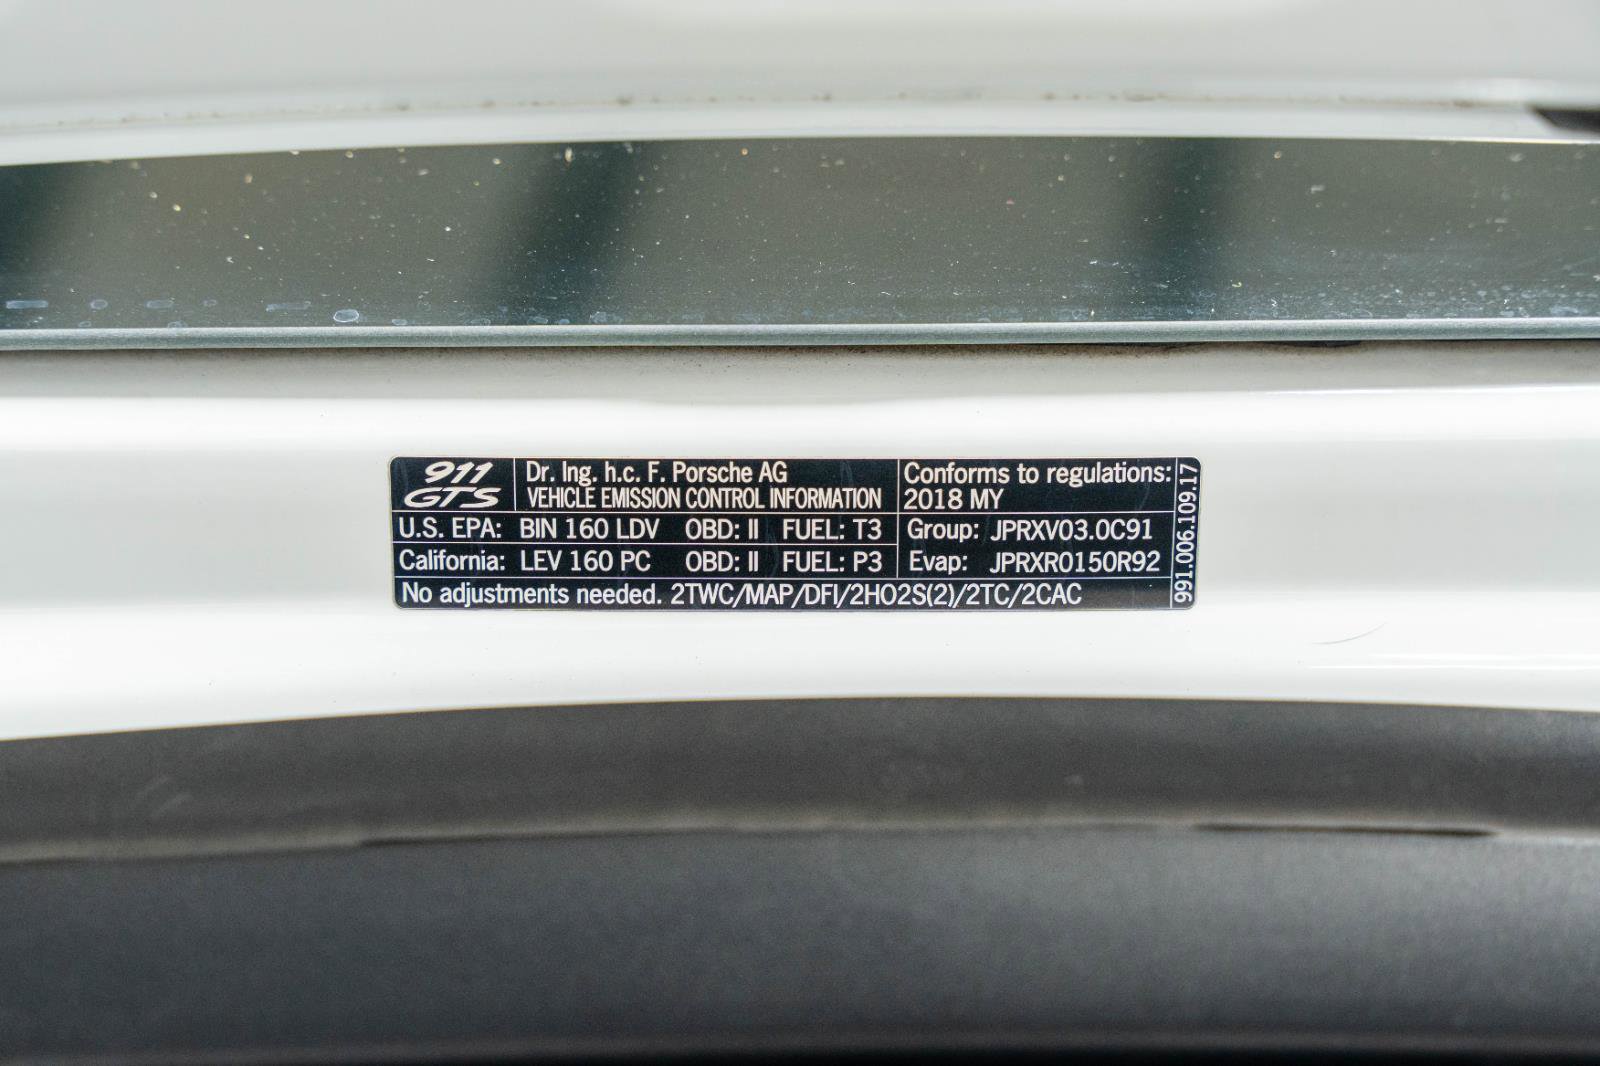 911
GTS
Dr. Ing. h.c. F. Porsche AG
VEHICLE EMISSION CONTROL INFORMATION
Conforms to regulations:
2018 MY
U.S. EPA: BIN 160 LDV OBD: II FUEL: T3
California: LEV 160 PC OBD: II FUEL: P3
Group: JPRXV03.0C91
Evap: JPRXR0150R92
No adjustments needed. 2TWC/MAP/DFI/2HO2S(2)/2TC/2CAC
991.006.109.17